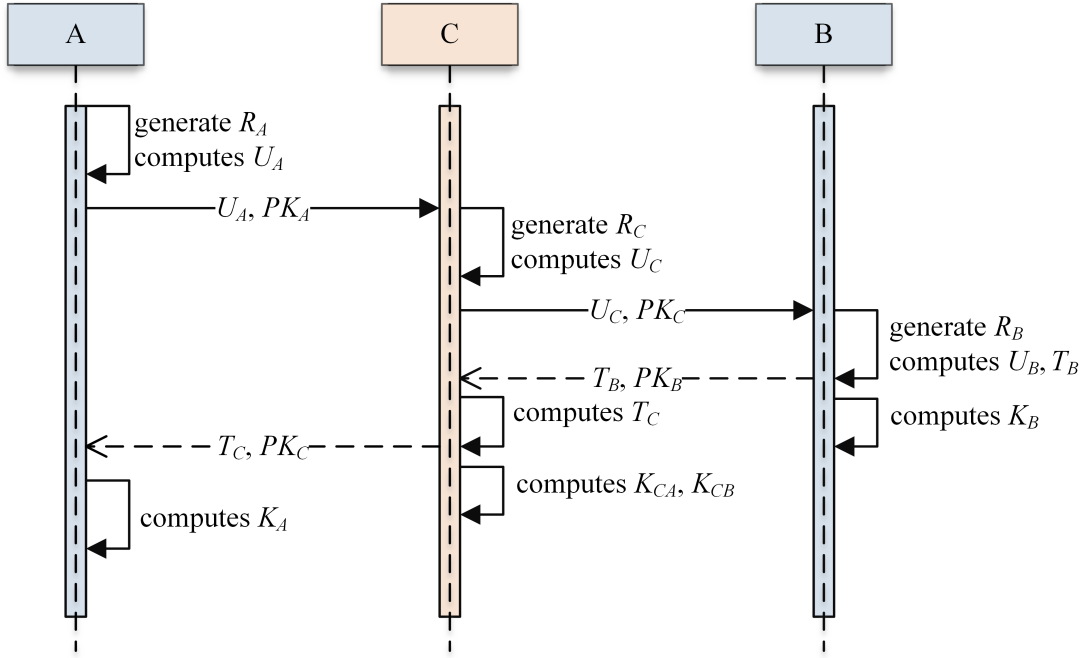 A
C
B
generate R_A
computes U_A
U_A, PK_A
generate R_C
computes U_C
U_C, PK_C
generate R_B
computes U_B, T_B
T_B, PK_B
computes T_C
computes K_B
T_C, PK_C
computes K_CA, K_CB
computes K_A